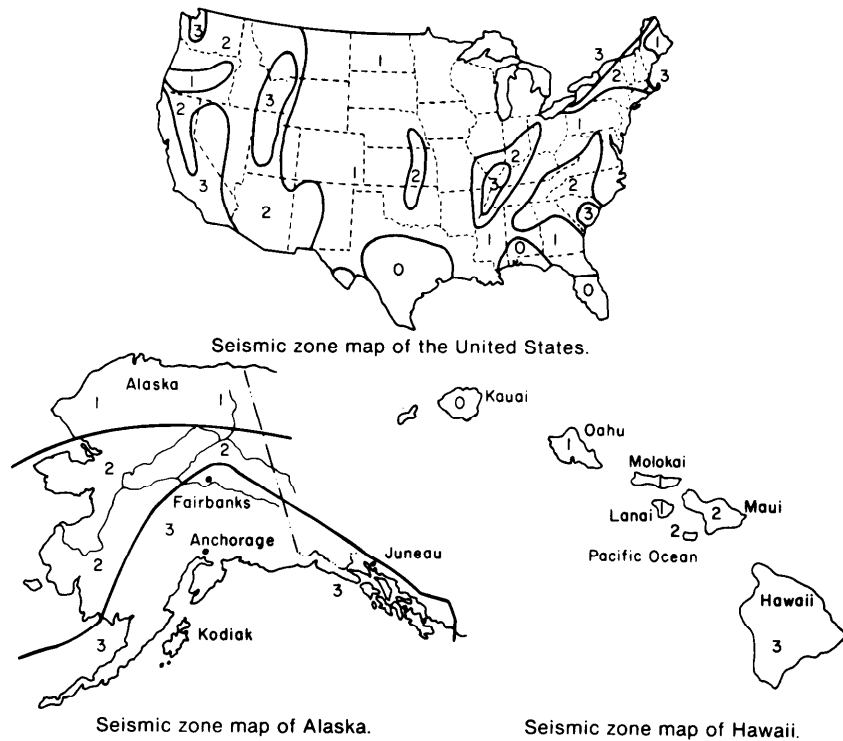 3
2
3
1
1
2
3
1
2
3
2
3
3
1
2
1
2
2
3
1
0
1
0
0
Seismic zone map of the United States.
Alaska
1
1
2
2
Fairbanks
3
Anchorage
2
Juneau
3
3
Kodiak
Seismic zone map of Alaska.
0
Kauai
1
Oahu
Molokai
1
Lanai
1
2
Maui
2
Pacific Ocean
Hawaii
3
Seismic zone map of Hawaii.